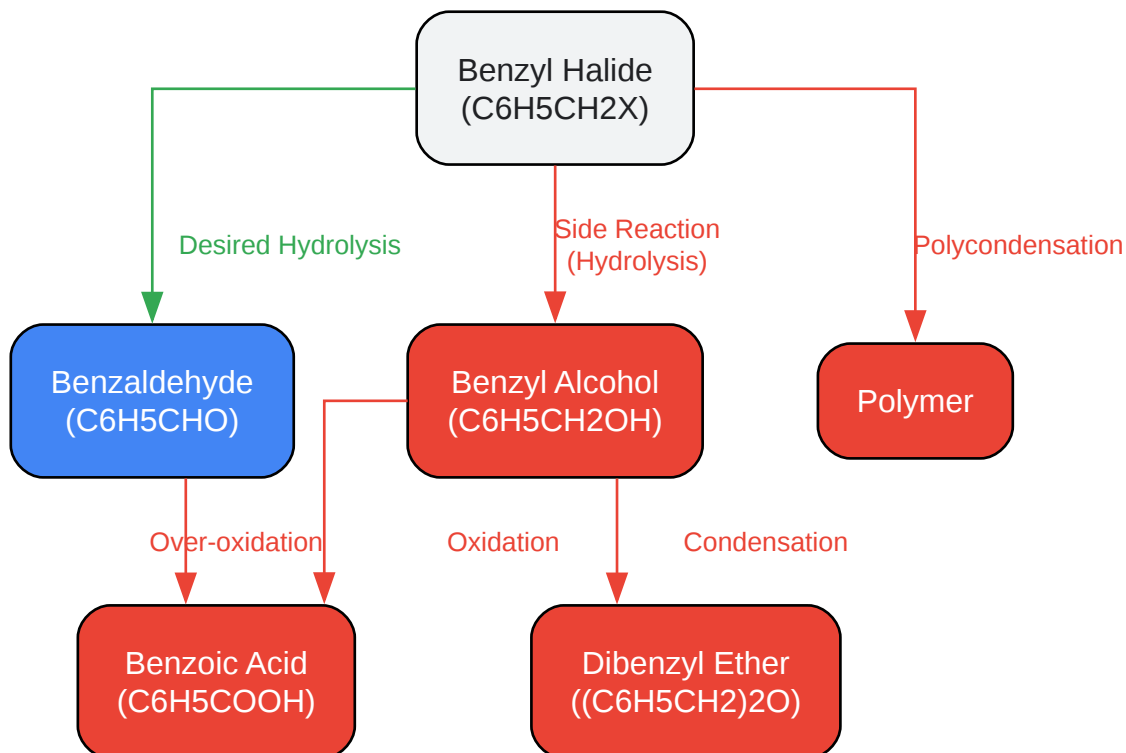 Benzyl Halide
(C6H5CH2X)
Desired Hydrolysis
Side Reaction
(Hydrolysis)
Polycondensation
Benzaldehyde
(C6H5CHO)
Benzyl Alcohol
(C6H5CH2OH)
Polymer
Over-oxidation
Oxidation
Condensation
Benzoic Acid
(C6H5COOH)
Dibenzyl Ether
((C6H5CH2)2O)